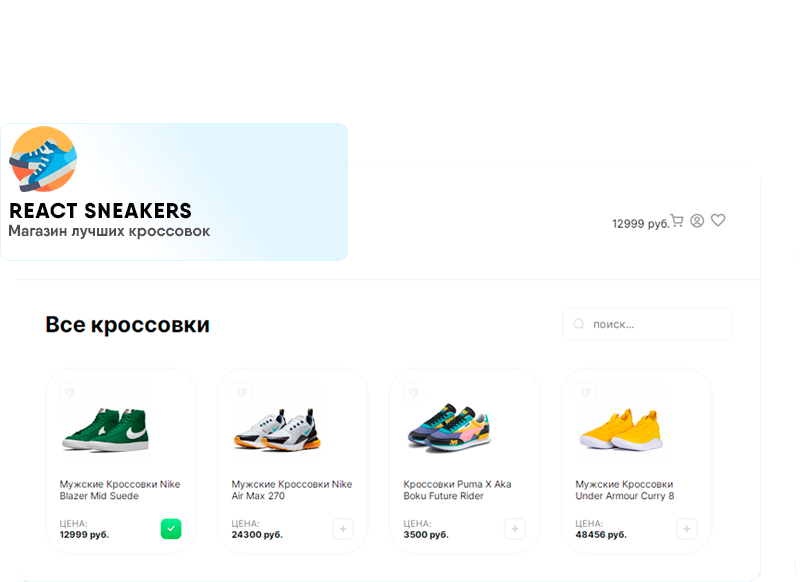 REACT SNEAKERS
Магазин лучших кроссовок
12999 руб.
Все кроссовки
поиск...
Мужские Кроссовки Nike
Blazer Mid Suede
ЦЕНА:
12999 руб.
Мужские Кроссовки Nike
Air Max 270
ЦЕНА:
24300 руб.
Кроссовки Puma X Aka
Boku Future Rider
ЦЕНА:
3500 руб.
Мужские Кроссовки
Under Armour Curry 8
ЦЕНА:
48456 руб.